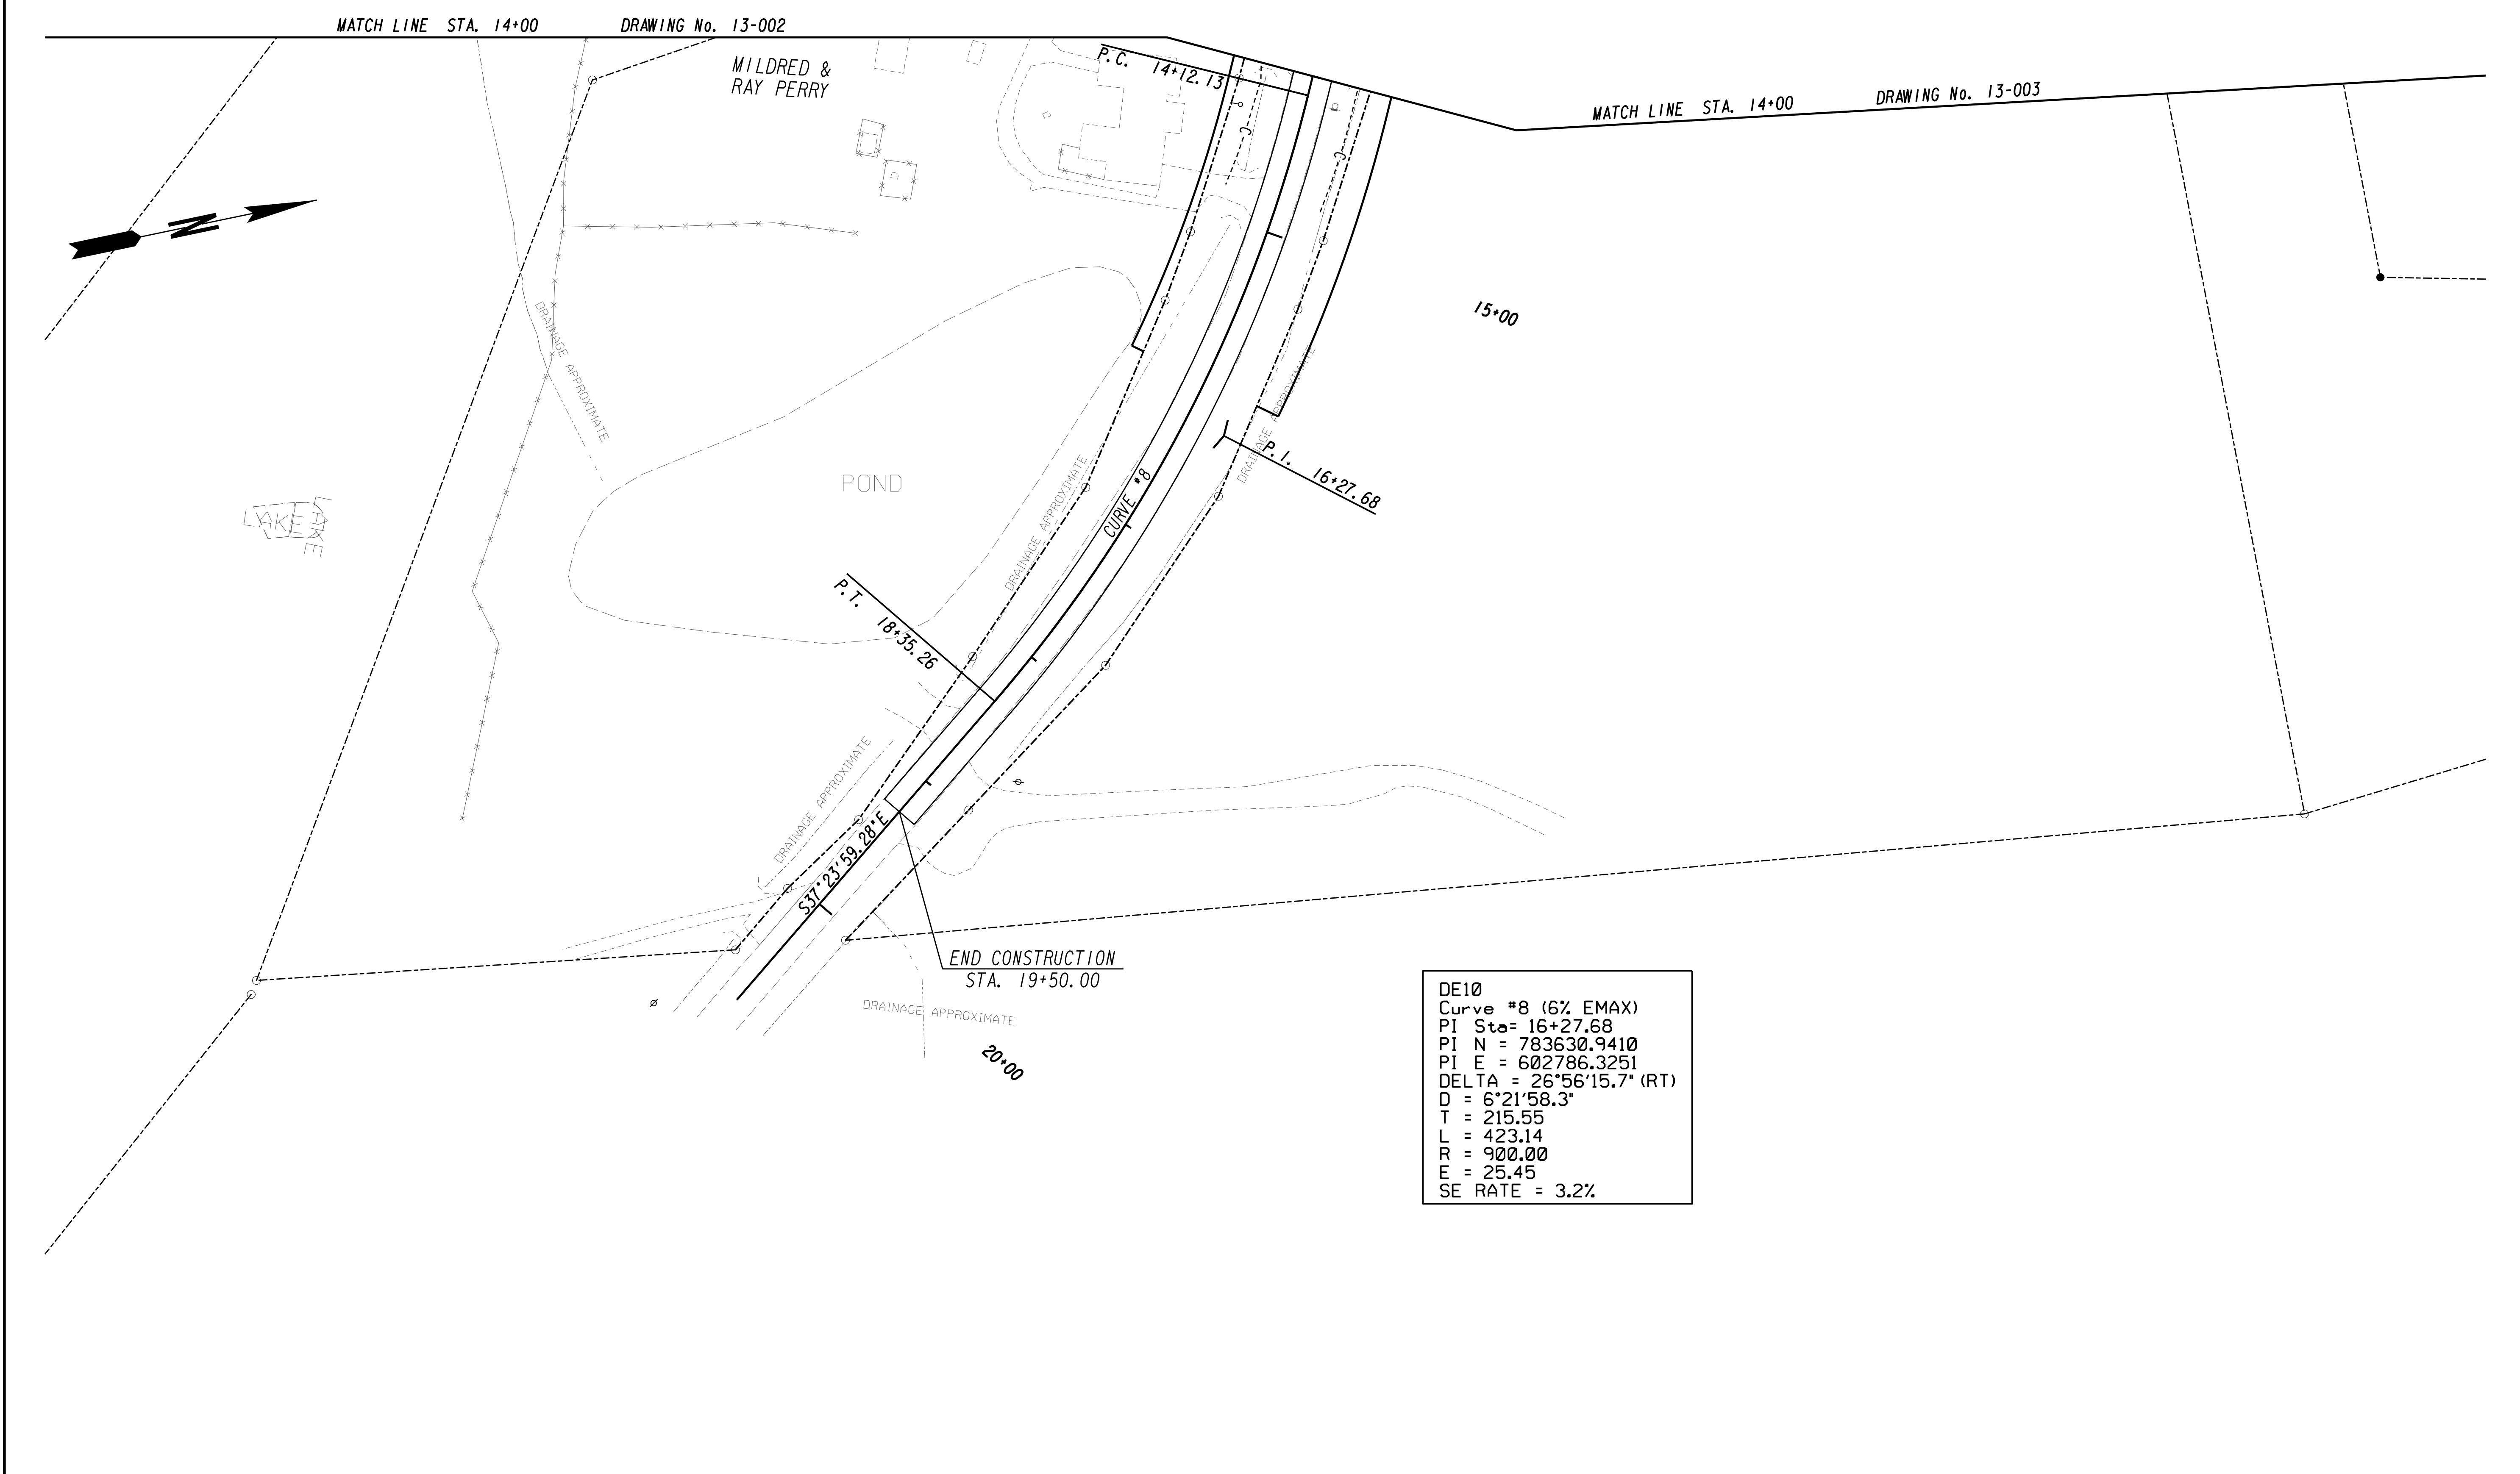 MATCH LINE STA. 14+00 DRAWING No. 13-002
MILDRED &
RAY PERRY
P.C. 14+12.13
MATCH LINE STA. 14+00 DRAWING No. 13-003
N
C
C
15+00
DRAINAGE APPROXIMATE
DRAINAGE APPROXIMATE
P.I. 16+27.68
POND
CURVE #8
DRAINAGE APPROXIMATE
LAKE
LAKE
P.T. 18+35.26
DRAINAGE APPROXIMATE
S37°23'59.28"E
END CONSTRUCTION
STA. 19+50.00
DRAINAGE APPROXIMATE
20+00
DE10
Curve #8 (6% EMAX)
PI Sta= 16+27.68
PI N = 783630.9410
PI E = 602786.3251
DELTA = 26°56'15.7" (RT)
D = 6°21'58.3"
T = 215.55
L = 423.14
R = 900.00
E = 25.45
SE RATE = 3.2%